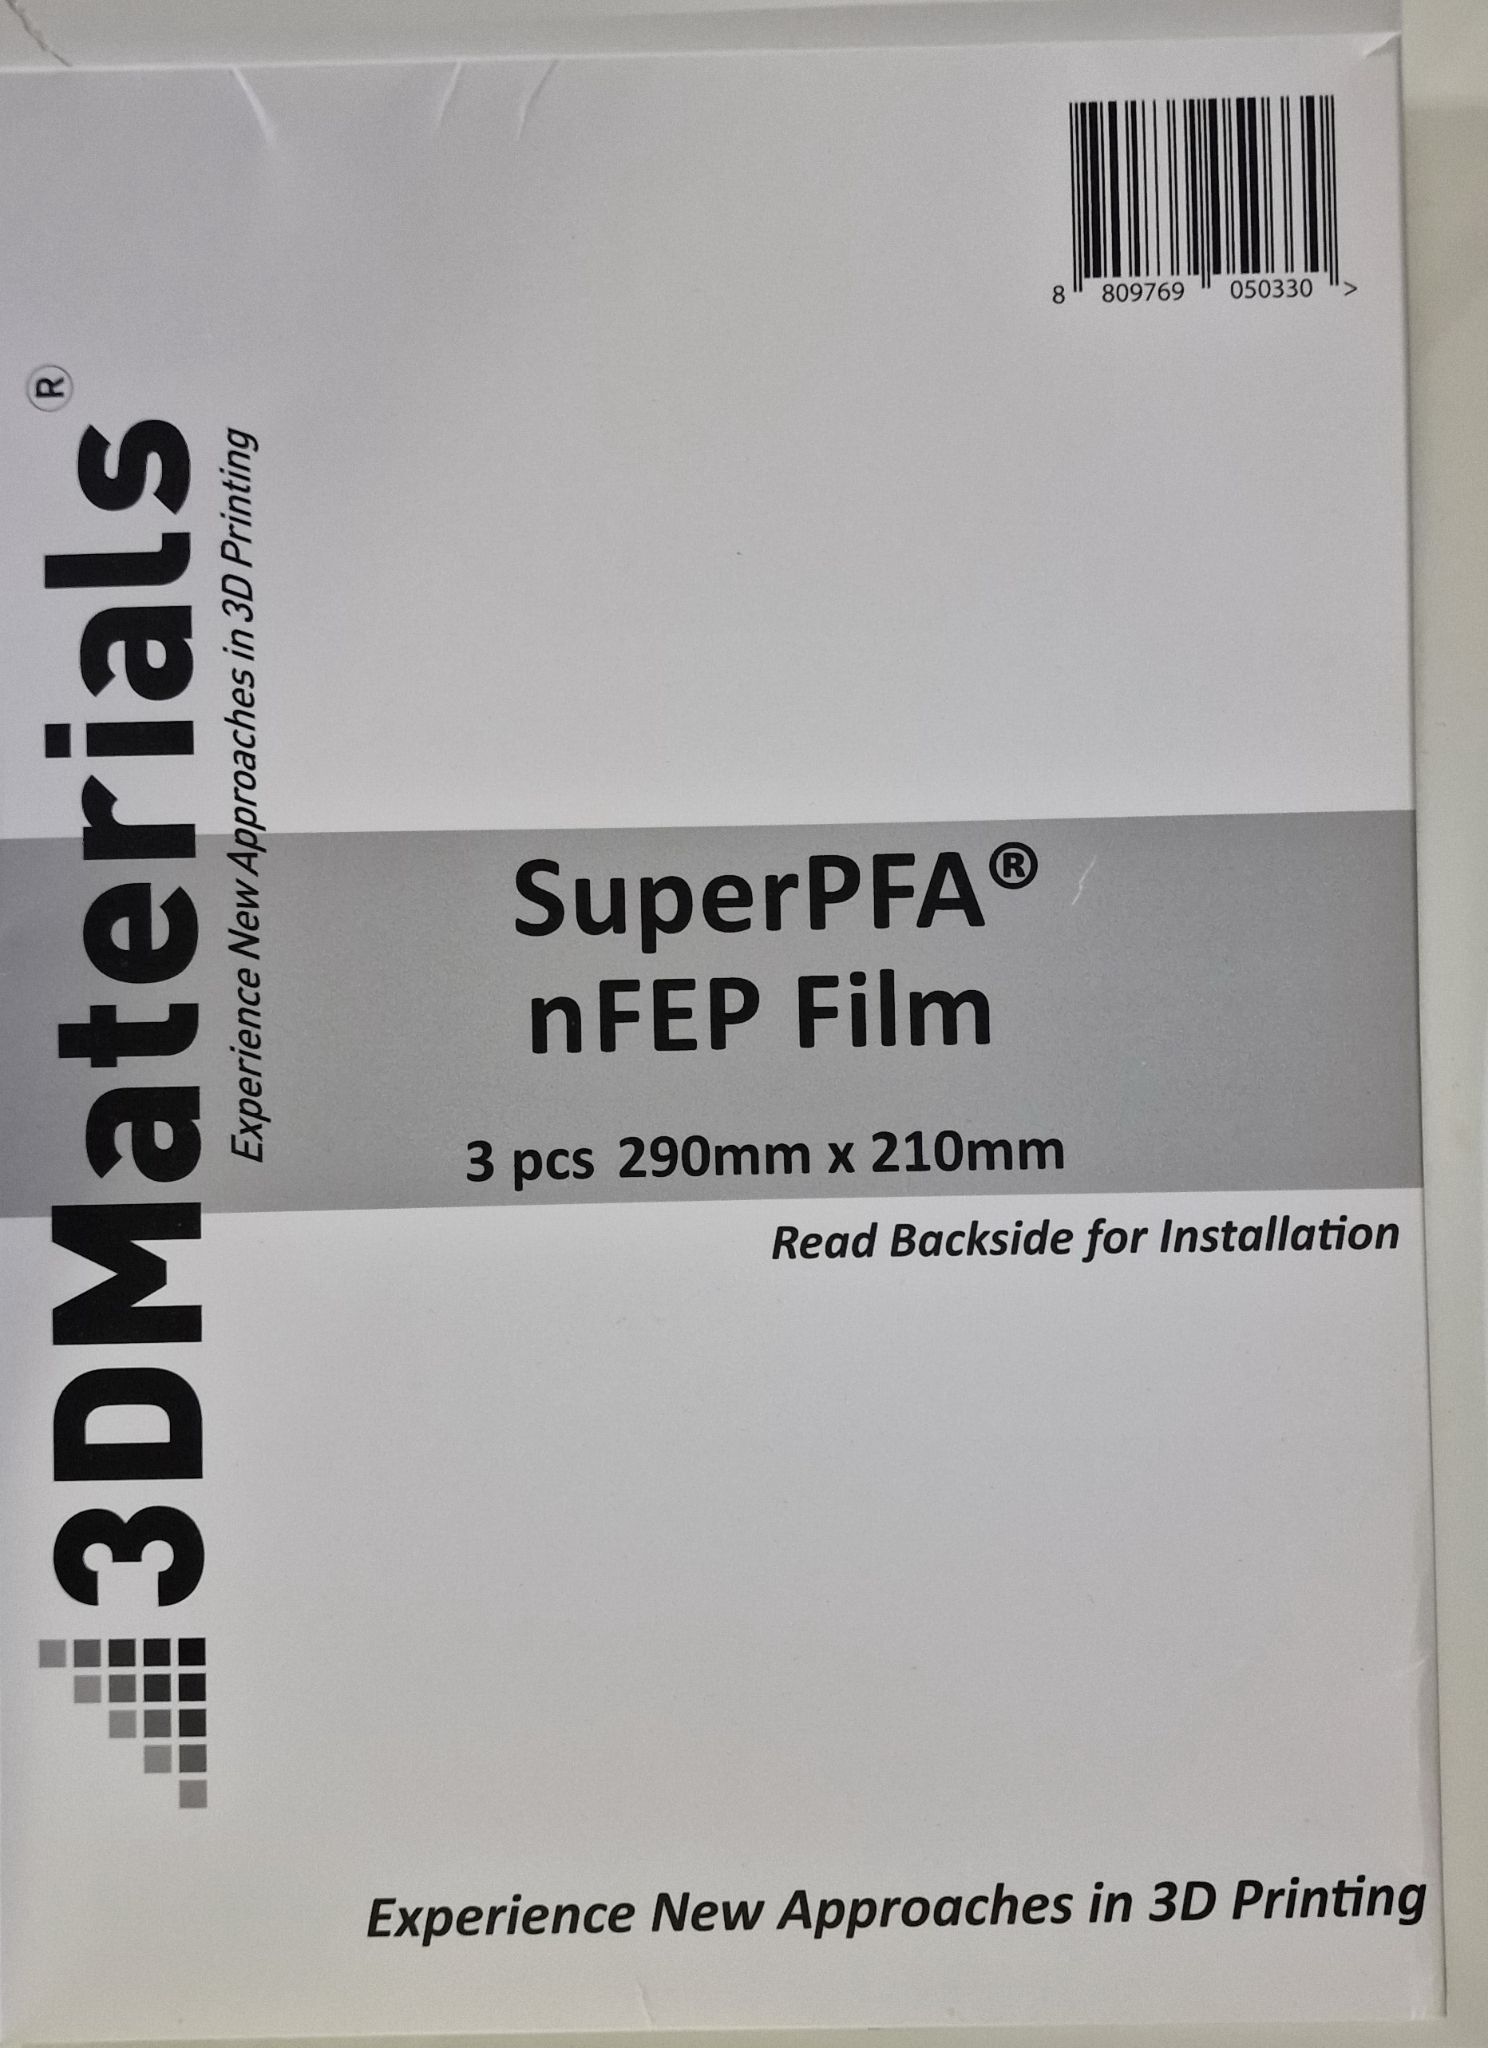 8 809769 050330 >
3DMaterials®
Experience New Approaches in 3D Printing
SuperPFA®
nFEP Film
3 pcs 290mm x 210mm
Read Backside for Installation
Experience New Approaches in 3D Printing